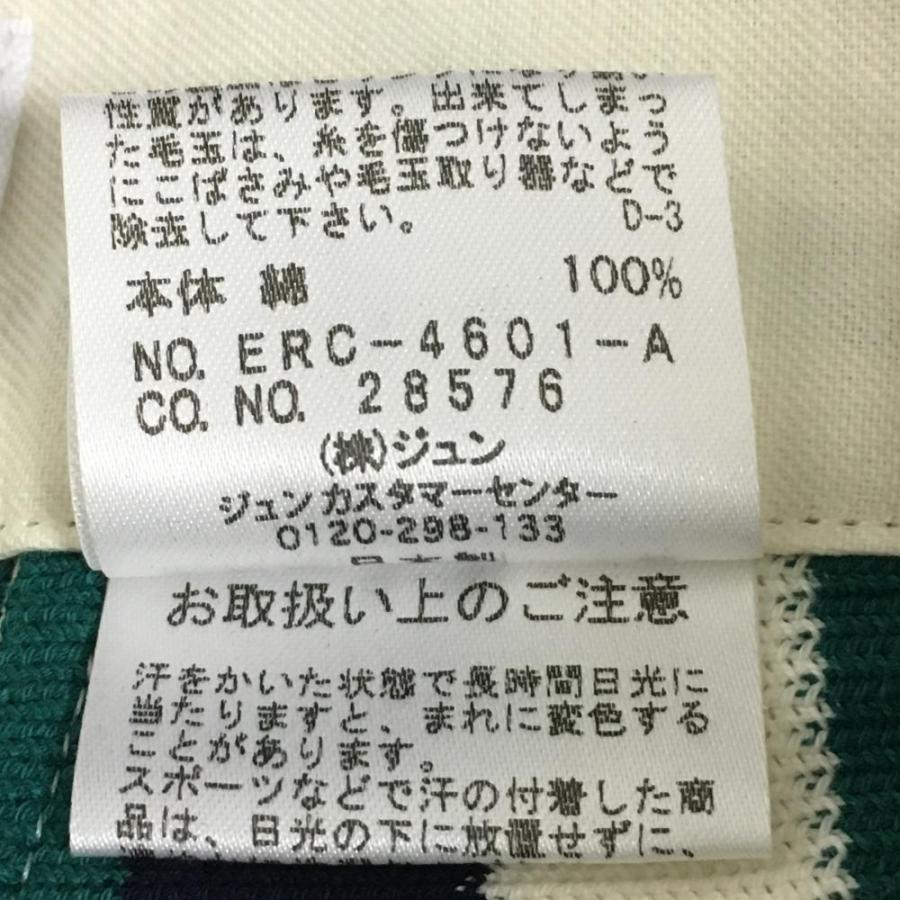 性質があります。出来てしまっ
た毛玉は、糸を傷つけないよう
にこばさみや毛玉取り器などで
除去して下さい。 D-3
本体 綿 100%
NO. ERC-4601-A
CO. NO. 28576
(株)ジュン
ジュンカスタマーセンター
0120-298-133
日本製
お取扱い上のご注意
汗をかいた状態で長時間日光に
当たりますと、まれに変色する
ことがあります。
スポーツなどで汗の付着した商
品は、日光の下に放置せずに、